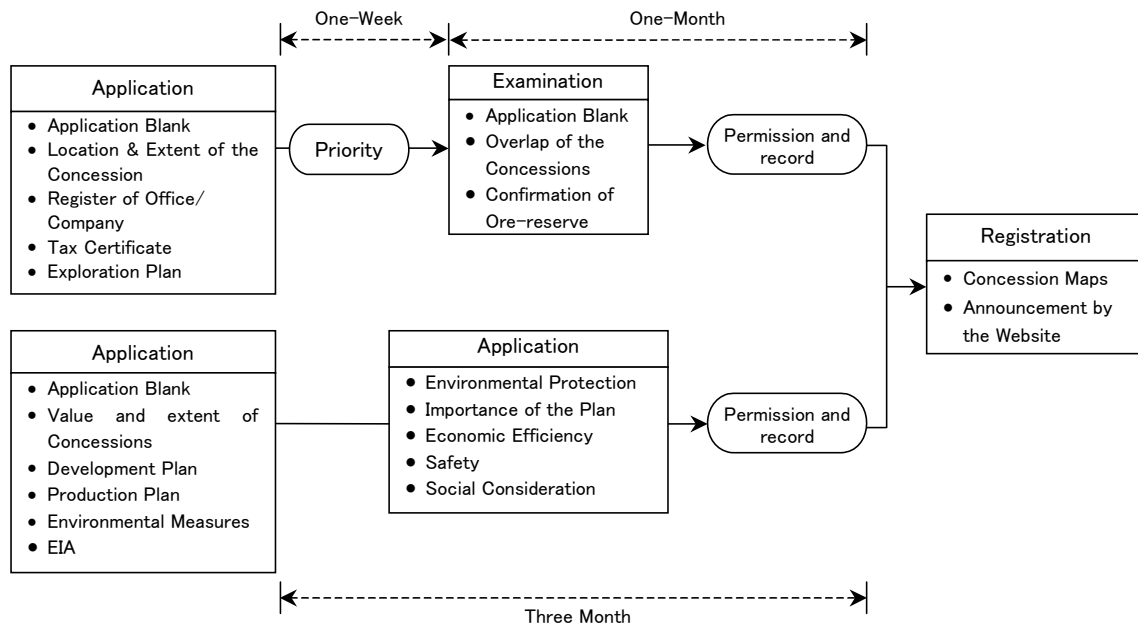 One-Week
One-Month
Application
• Application Blank
• Location & Extent of the
Concession
• Register of Office/
Company
• Tax Certificate
• Exploration Plan
Priority
Examination
• Application Blank
• Overlap of the
Concessions
• Confirmation of
Ore-reserve
Permission and
record
Registration
• Concession Maps
• Announcement by
the Website
Application
• Application Blank
• Value and extent of
Concessions
• Development Plan
• Production Plan
• Environmental Measures
• EIA
Application
• Environmental Protection
• Importance of the Plan
• Economic Efficiency
• Safety
• Social Consideration
Permission and
record
Three Month